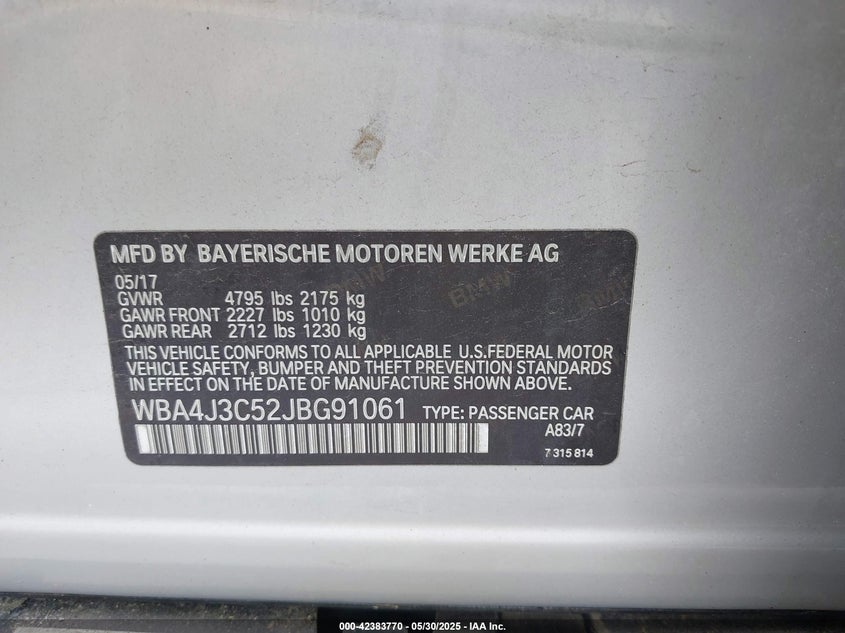 MFD BY BAYERISCHE MOTOREN WERKE AG
05/17
GVWR 4795 lbs 2175 kg
GAWR FRONT 2227 lbs 1010 kg
GAWR REAR 2712 lbs 1230 kg
THIS VEHICLE CONFORMS TO ALL APPLICABLE U.S.FEDERAL MOTOR
VEHICLE SAFETY, BUMPER AND THEFT PREVENTION STANDARDS
IN EFFECT ON THE DATE OF MANUFACTURE SHOWN ABOVE.
WBA4J3C52JBG91061 TYPE: PASSENGER CAR
A83/7
7 315 814
BMW BMW BMW
000-42383770 - 05/30/2025 - IAA Inc.